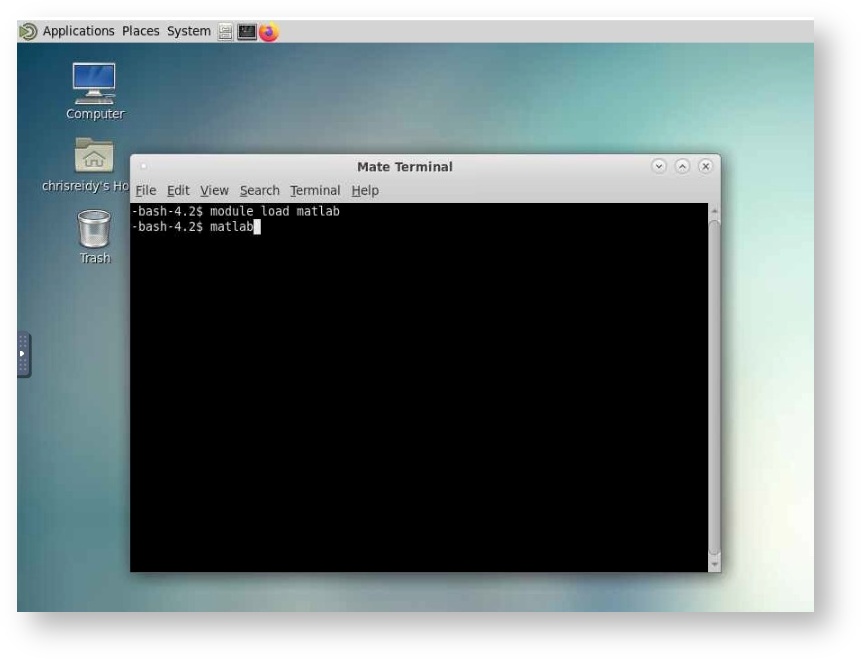 Applications Places System
Computer
chrisreidy's Ho
Trash
Mate Terminal
File Edit View Search Terminal Help
-bash-4.2$ module load matlab
-bash-4.2$ matlab